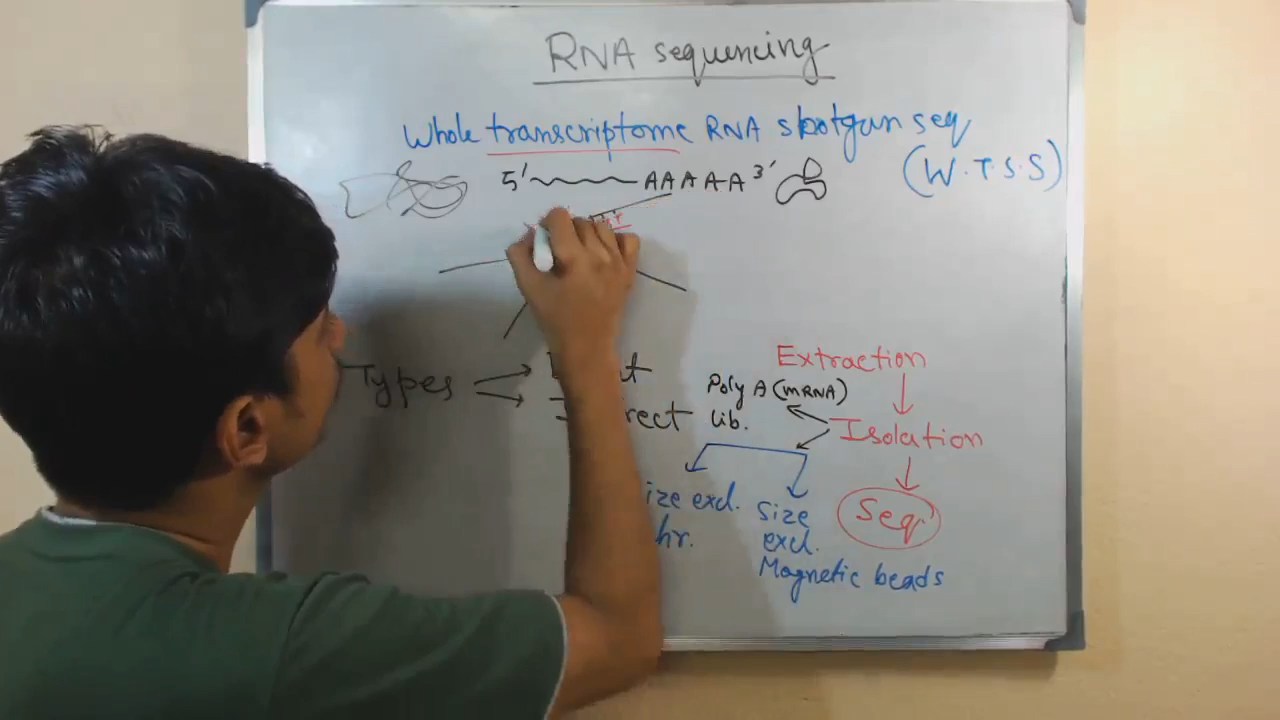 RNA sequencing
Whole transcriptome RNA shotgun seq
(W.T.S.S)
5' AAAAA 3'
Types
Extraction
Poly A (mRNA)
lib.
Isolation
ize excl.
hr.
size
excl.
Magnetic beads
Seq